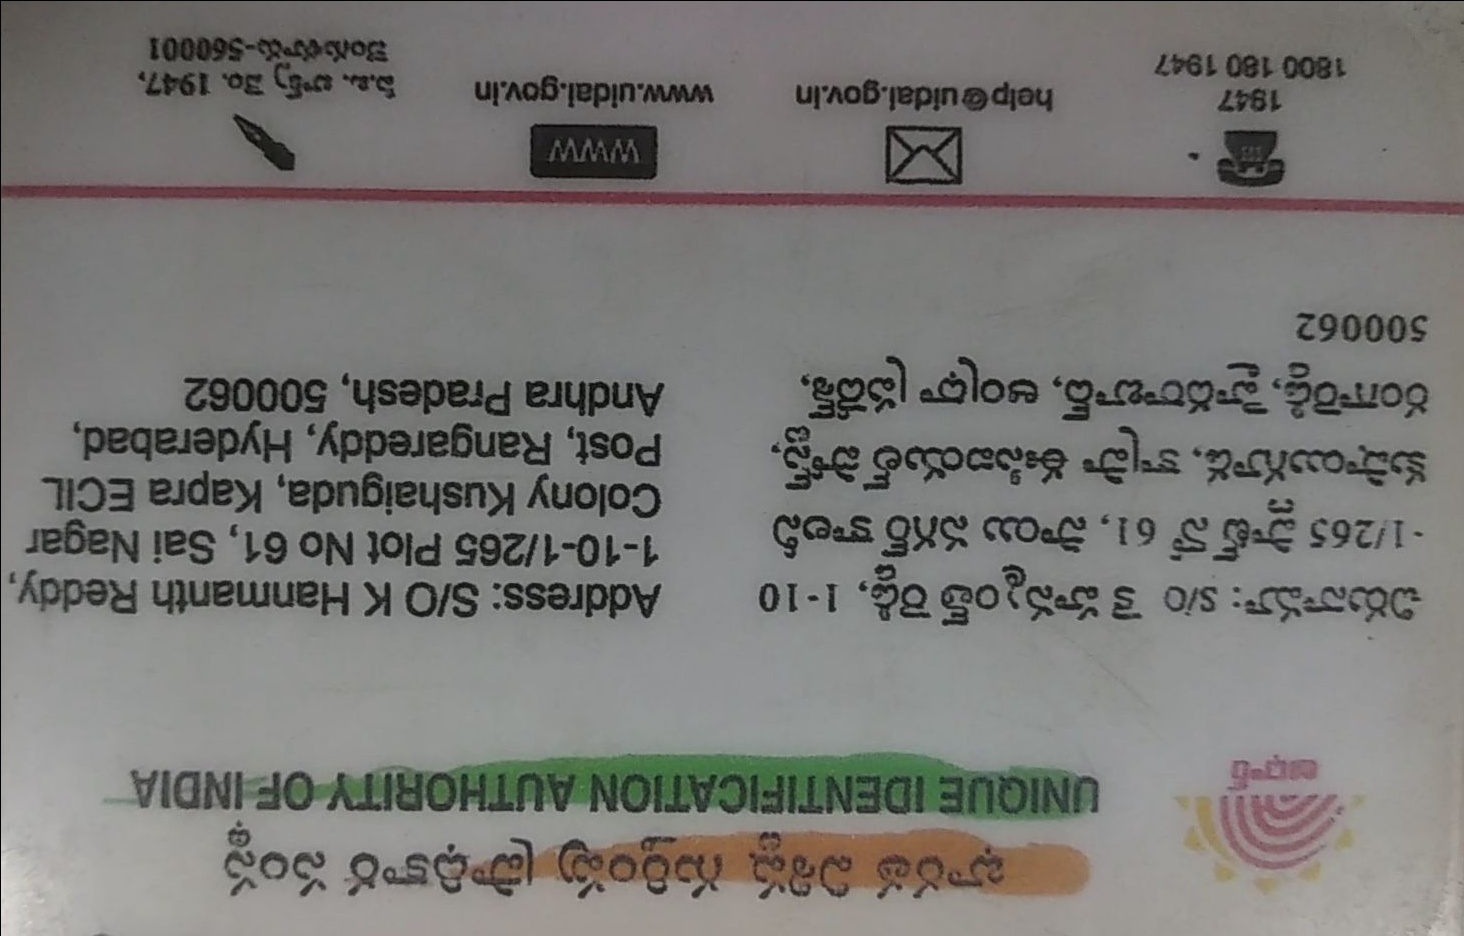 ఆధార్
భారత విశిష్ట గుర్తింపు ప్రాధికార సంస్థ
UNIQUE IDENTIFICATION AUTHORITY OF INDIA
చిరునామా: S/O కె హన్మంత్ రెడ్డి, 1-10
-1/265 ప్లాట్ నో 61, సాయి నగర్ కాలనీ
కుషాయిగూడ, కాప్రా ఈసిఐయల్ పోస్ట్,
రంగారెడ్డి, హైదరాబాద్, ఆంధ్రా ప్రదేశ్,
500062
Address: S/O K Hanmanth Reddy,
1-10-1/265 Plot No 61, Sai Nagar
Colony Kushaiguda, Kapra ECIL
Post, Rangareddy, Hyderabad,
Andhra Pradesh, 500062
1947
1800 180 1947
help@uidai.gov.in
WWW
www.uidai.gov.in
పి.ఒ. బాక్స్ నెం. 1947,
బెంగుళూరు-560001